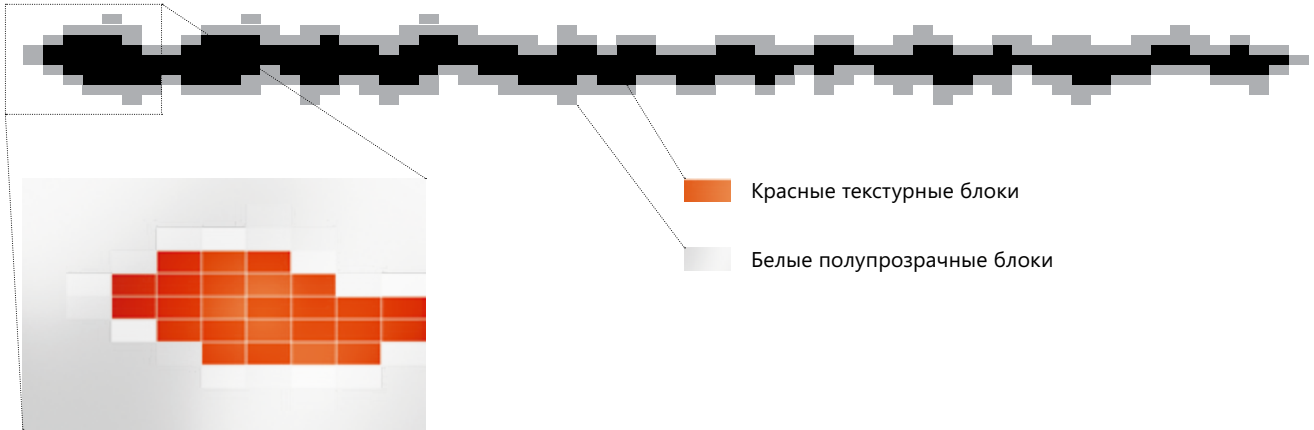 Красные текстурные блоки
Белые полупрозрачные блоки